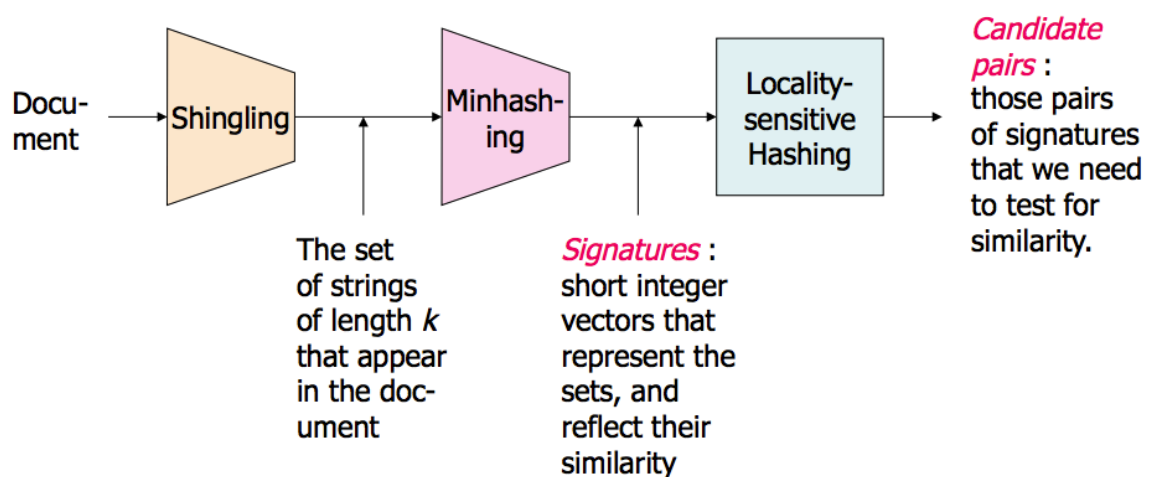 Docu-
ment
Shingling
The set
of strings
of length k
that appear
in the doc-
ument
Minhash-
ing
Signatures :
short integer
vectors that
represent the
sets, and
reflect their
similarity
Locality-
sensitive
Hashing
Candidate
pairs :
those pairs
of signatures
that we need
to test for
similarity.